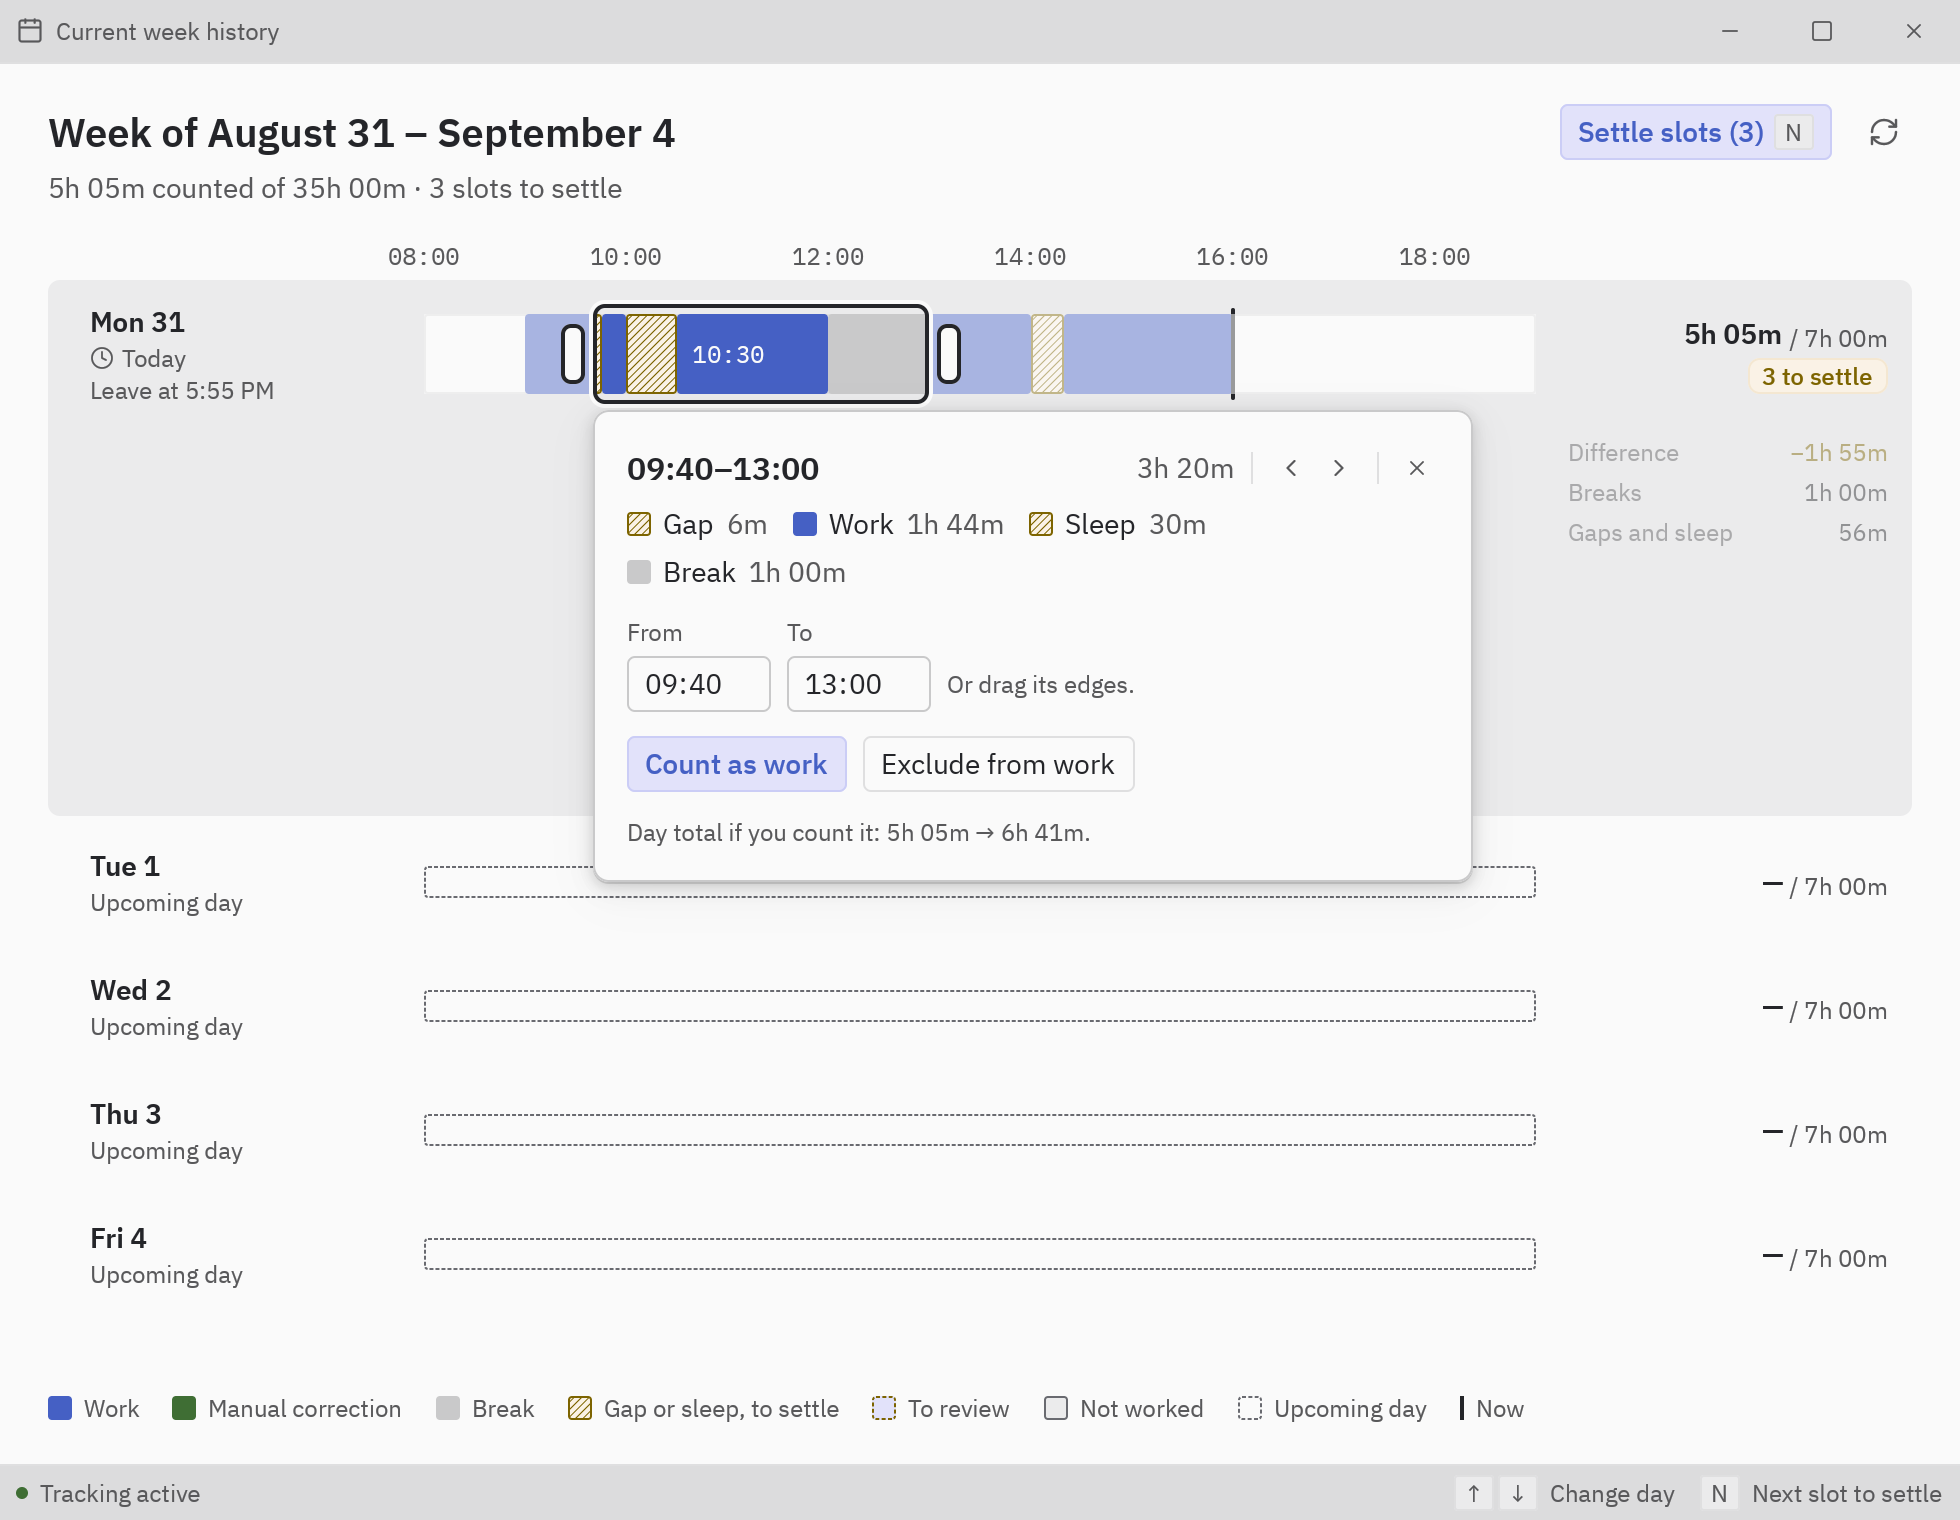 Current week history
Week of August 31 – September 4
Settle slots (3) N
5h 05m counted of 35h 00m · 3 slots to settle
08:00 10:00 12:00 14:00 16:00 18:00
Mon 31
Today
Leave at 5:55 PM
10:30
5h 05m / 7h 00m
3 to settle
Difference −1h 55m
Breaks 1h 00m
Gaps and sleep 56m
09:40–13:00 3h 20m
Gap 6m Work 1h 44m Sleep 30m
Break 1h 00m
From To
09:40 13:00 Or drag its edges.
Count as work Exclude from work
Day total if you count it: 5h 05m → 6h 41m.
Tue 1
Upcoming day
— / 7h 00m
Wed 2
Upcoming day
— / 7h 00m
Thu 3
Upcoming day
— / 7h 00m
Fri 4
Upcoming day
— / 7h 00m
Work Manual correction Break Gap or sleep, to settle To review Not worked Upcoming day Now
Tracking active ↑ ↓ Change day N Next slot to settle